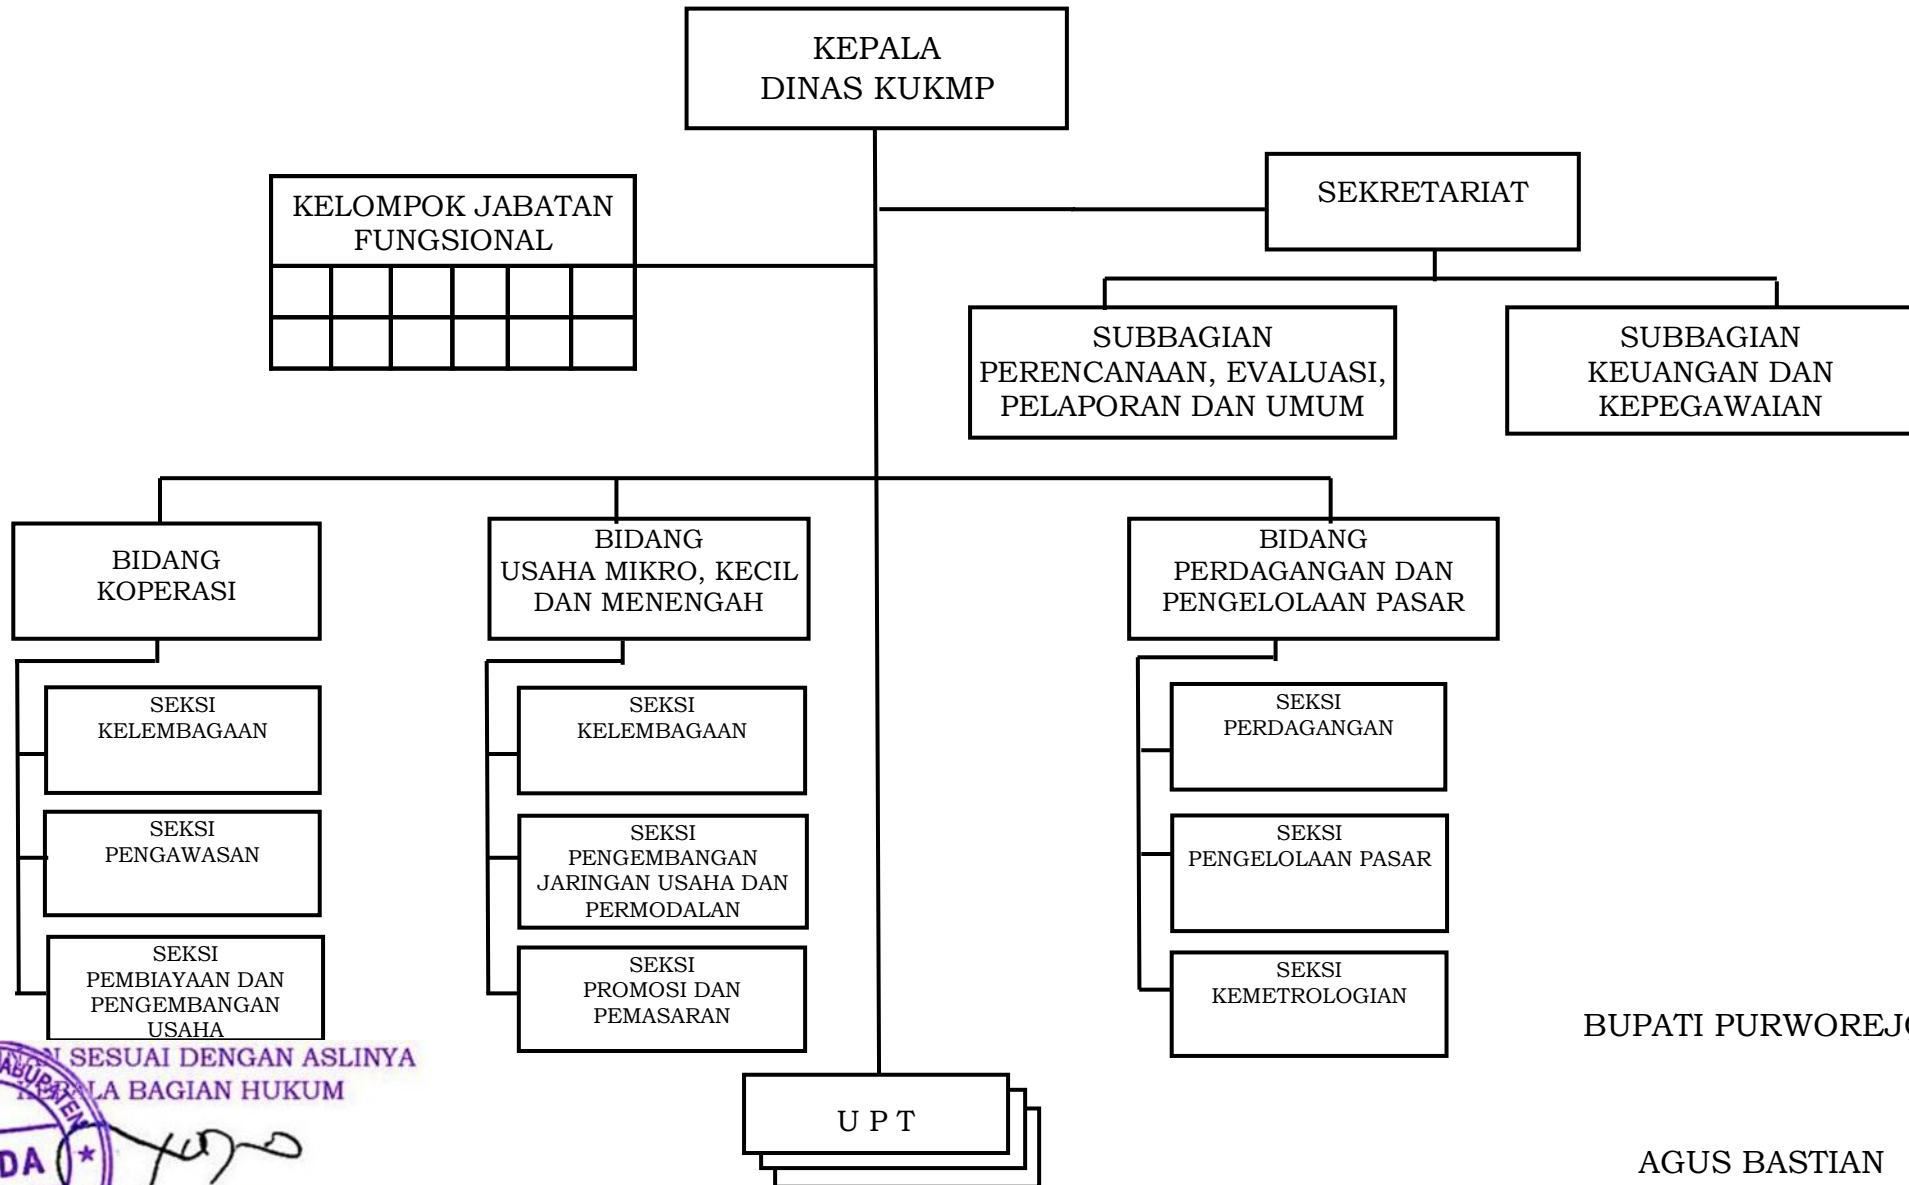 KEPALA
DINAS KUKMP
SEKRETARIAT
KELOMPOK JABATAN
FUNGSIONAL
SUBBAGIAN
PERENCANAAN, EVALUASI,
PELAPORAN DAN UMUM
SUBBAGIAN
KEUANGAN DAN
KEPEGAWAIAN
BIDANG
KOPERASI
BIDANG
USAHA MIKRO, KECIL
DAN MENENGAH
BIDANG
PERDAGANGAN DAN
PENGELOLAAN PASAR
SEKSI
KELEMBAGAAN
SEKSI
PENGAWASAN
SEKSI
PEMBIAYAAN DAN
PENGEMBANGAN
USAHA
SEKSI
KELEMBAGAAN
SEKSI
PENGEMBANGAN
JARINGAN USAHA DAN
PERMODALAN
SEKSI
PROMOSI DAN
PEMASARAN
SEKSI
PERDAGANGAN
SEKSI
PENGELOLAAN PASAR
SEKSI
KEMETROLOGIAN
U P T
SESUAI DENGAN ASLINYA
KEPALA BAGIAN HUKUM
KABUPATEN
DA
BUPATI PURWOREJO
AGUS BASTIAN